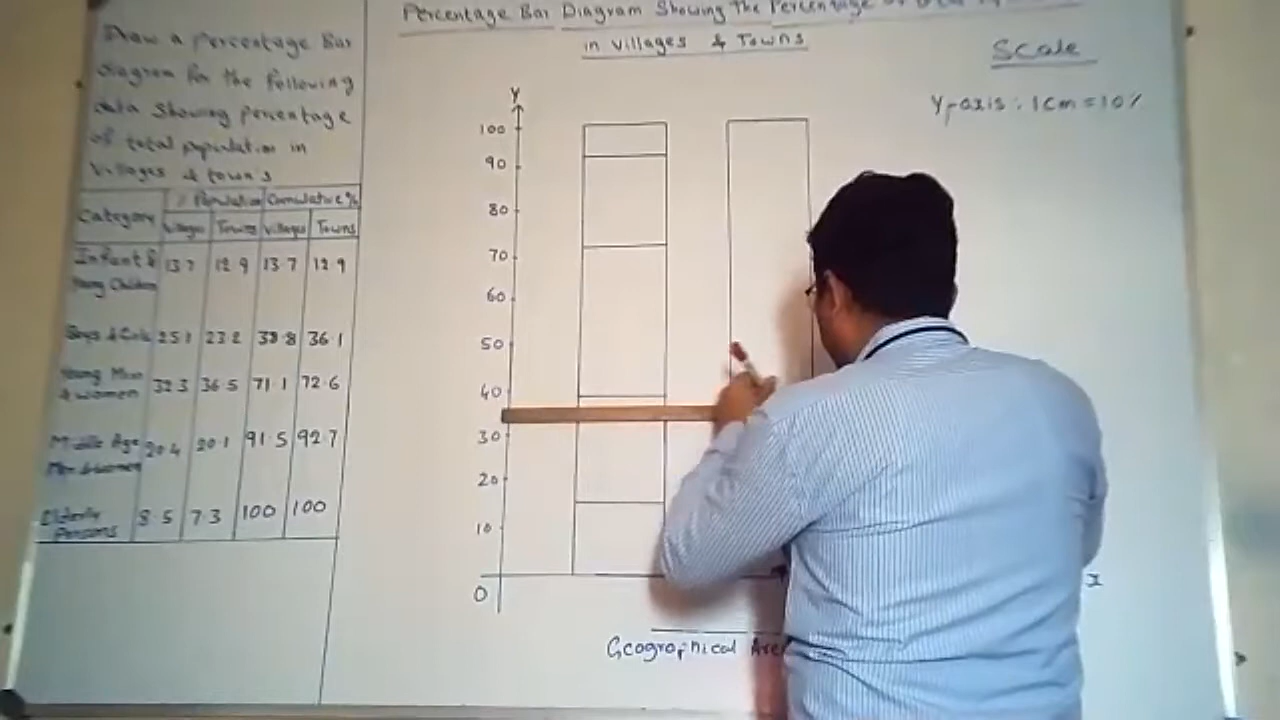 Draw a Percentage Bar
diagram for the following
data showing percentage
of total population in
Villages & town's
Category % Population Cumulative %
Villages Towns Villages Towns
Infant & 13.7 12.9 13.7 12.9
Young Children
Boys & Girls 25.1 23.2 38.8 36.1
Young Men 32.3 36.5 71.1 72.6
& women
Middle Age 20.4 20.1 91.5 92.7
Men & women
Elderly 8.5 7.3 100 100
Persons
Percentage Bar Diagram Showing The Percentage of
in Villages & Towns
Scale
Y-axis : 1cm = 10%
Y
100
90
80
70
60
50
40
30
20
10
0
X
Geographical